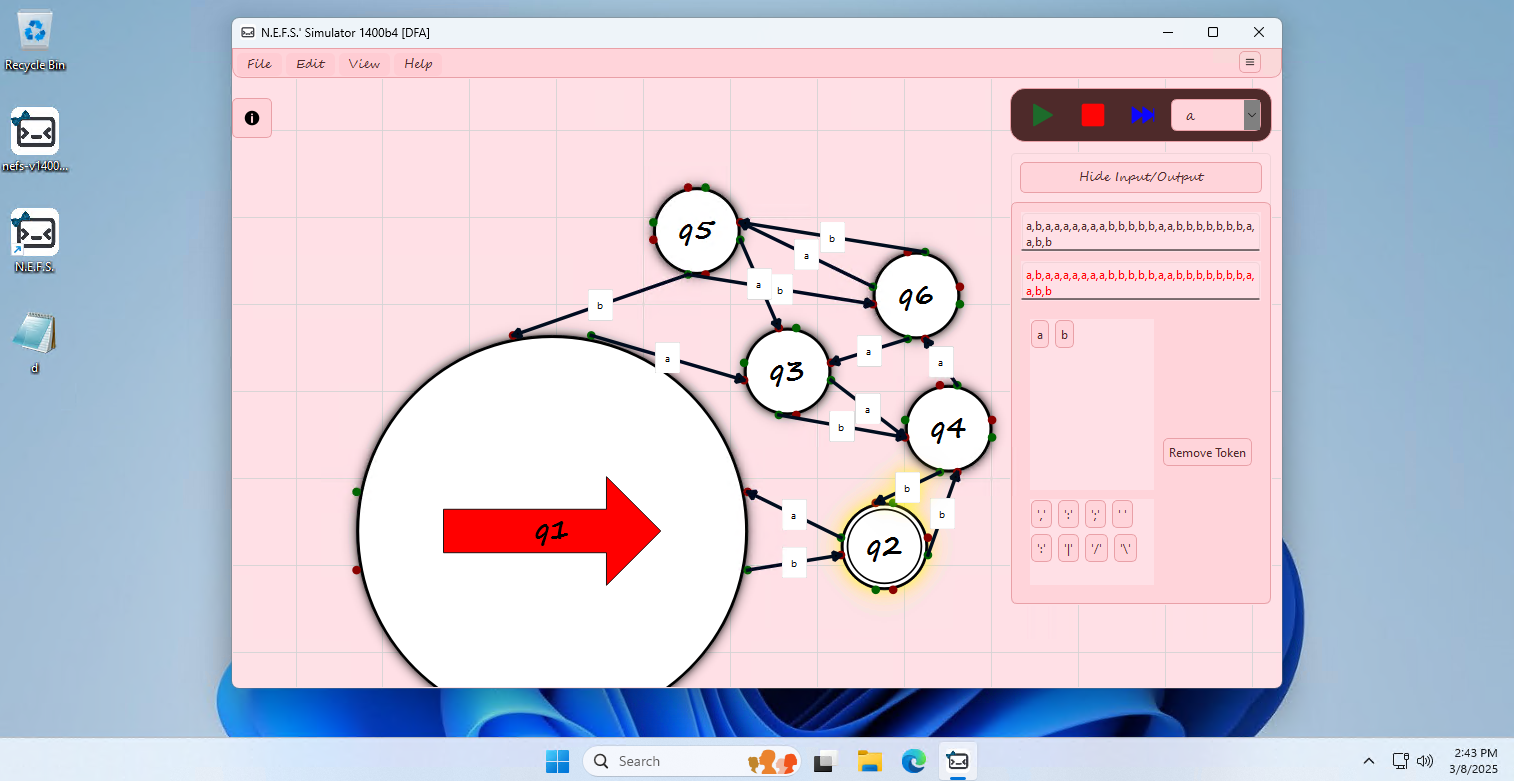 Recycle Bin
nefs-v1400...
N.E.F.S.
d
N.E.F.S.' Simulator 1400b4 [DFA]
File Edit View Help
a
Hide Input/Output
a,b,a,a,a,a,a,a,a,b,b,b,b,b,b,a,a,b,b,b,b,b,b,b,b,a,
a,b,b
a,b,a,a,a,a,a,a,a,b,b,b,b,b,b,a,a,b,b,b,b,b,b,b,b,a,
a,b,b
a b
Remove Token
',' ':' ';' ' '
':' '|' '/' '\'
q5
b
a
q6
a
b
b
a
a
q3
a
a
b
q4
b
b
q1
a
b
q2
Search
2:43 PM
3/8/2025